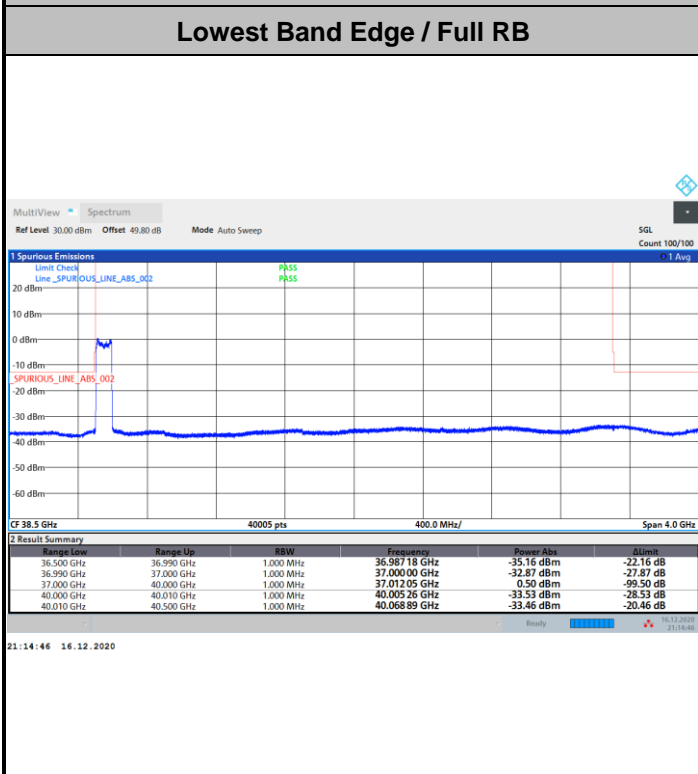 Lowest Band Edge / Full RB
MultiView Spectrum
Ref Level 30.00 dBm Offset 49.80 dB Mode Auto Sweep SGL
Count 100/100
1 Spurious Emissions 1 Avg
Limit Check PASS
Line _SPURIOUS_LINE_ABS_002 PASS
20 dBm
10 dBm
0 dBm
-10 dBm
_SPURIOUS_LINE_ABS_002
-20 dBm
-30 dBm
-40 dBm
-50 dBm
-60 dBm
CF 38.5 GHz 40005 pts 400.0 MHz/ Span 4.0 GHz
2 Result Summary
Range Low Range Up RBW Frequency Power Abs ΔLimit
36.500 GHz 36.990 GHz 1.000 MHz 36.987 18 GHz -35.16 dBm -22.16 dB
36.990 GHz 37.000 GHz 1.000 MHz 37.000 00 GHz -32.87 dBm -27.87 dB
37.000 GHz 40.000 GHz 1.000 MHz 37.012 05 GHz 0.50 dBm -99.50 dB
40.000 GHz 40.010 GHz 1.000 MHz 40.005 26 GHz -33.53 dBm -28.53 dB
40.010 GHz 40.500 GHz 1.000 MHz 40.068 89 GHz -33.46 dBm -20.46 dB
Ready 16.12.2020
21:14:46
21:14:46 16.12.2020